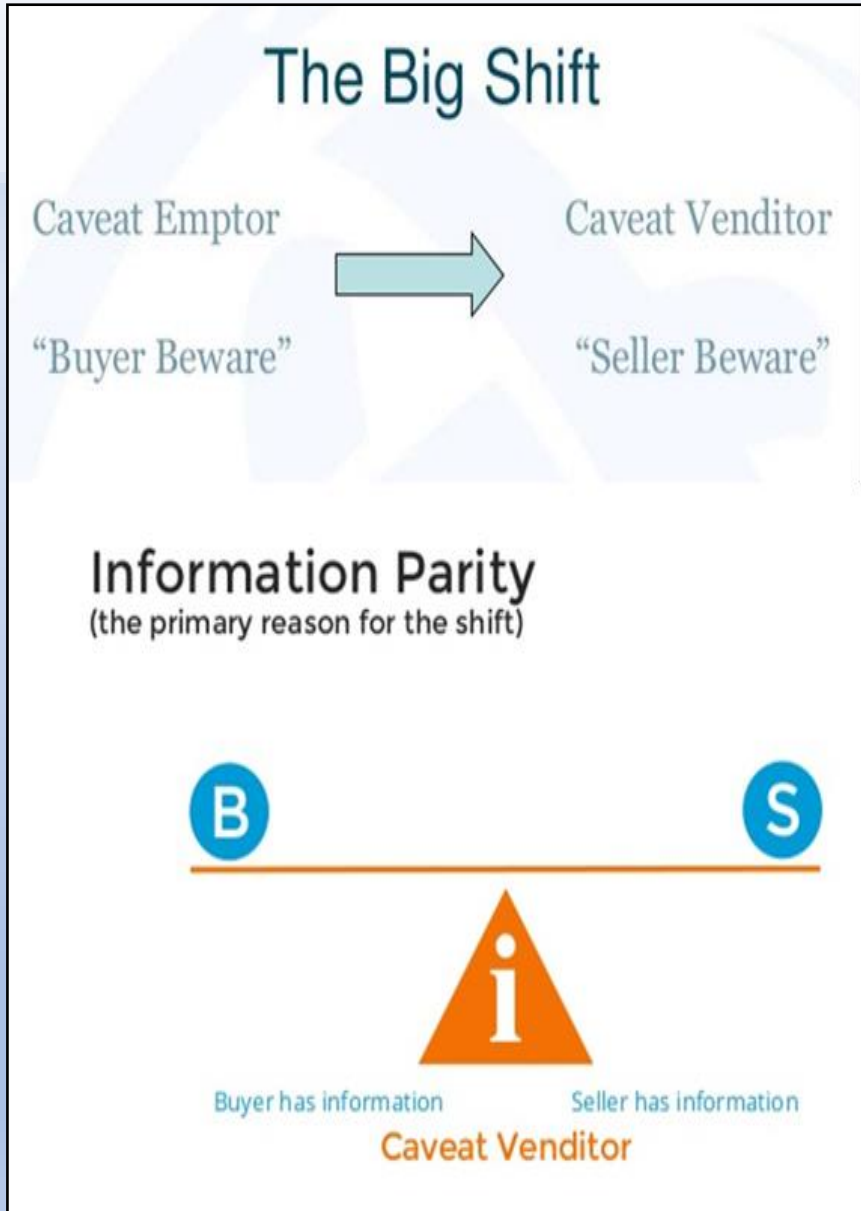 The Big Shift
Caveat Emptor
Caveat Venditor
“Buyer Beware”
“Seller Beware”
Information Parity
(the primary reason for the shift)
B
S
i
Buyer has information
Seller has information
Caveat Venditor